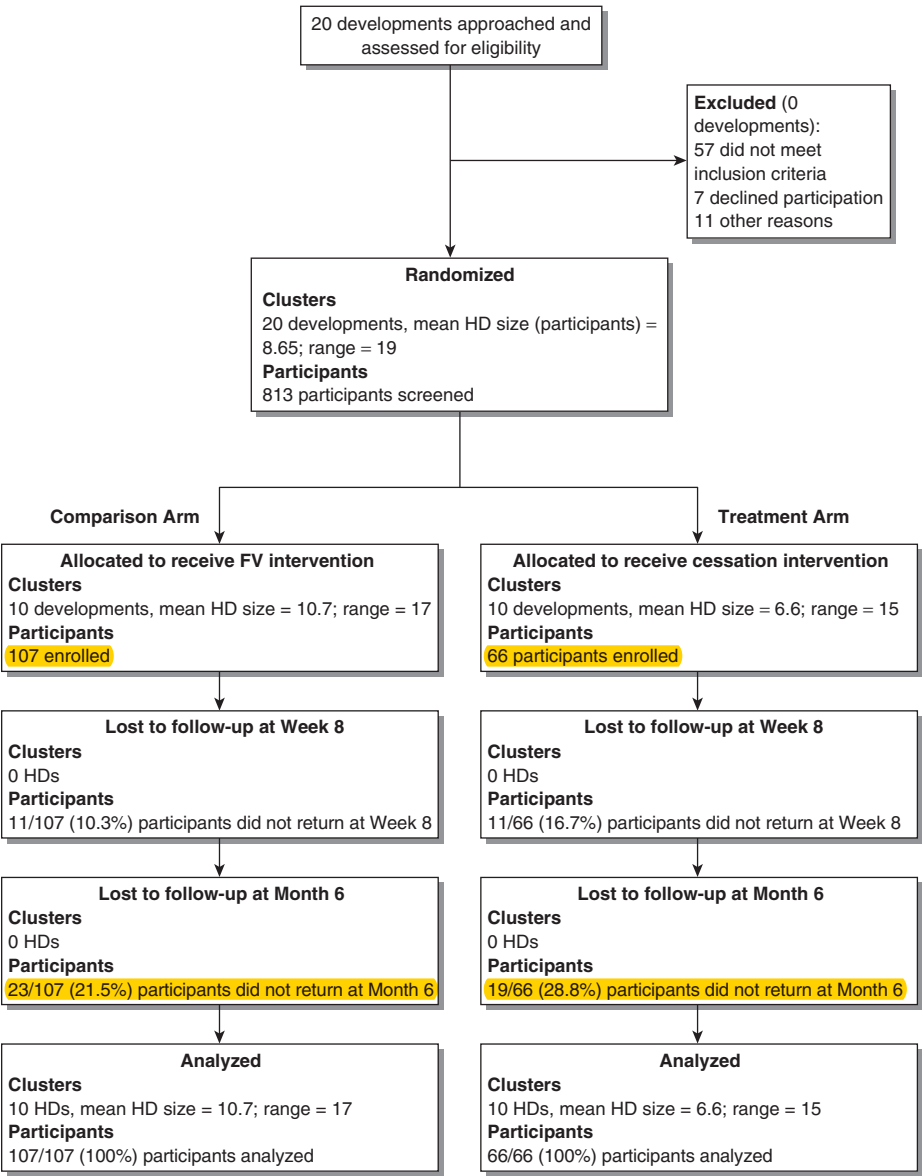 20 developments approached and
assessed for eligibility
Excluded (0
developments):
57 did not meet
inclusion criteria
7 declined participation
11 other reasons
Randomized
Clusters
20 developments, mean HD size (participants) =
8.65; range = 19
Participants
813 participants screened
Comparison Arm
Treatment Arm
Allocated to receive FV intervention
Clusters
10 developments, mean HD size = 10.7; range = 17
Participants
107 enrolled
Allocated to receive cessation intervention
Clusters
10 developments, mean HD size = 6.6; range = 15
Participants
66 participants enrolled
Lost to follow-up at Week 8
Clusters
0 HDs
Participants
11/107 (10.3%) participants did not return at Week 8
Lost to follow-up at Week 8
Clusters
0 HDs
Participants
11/66 (16.7%) participants did not return at Week 8
Lost to follow-up at Month 6
Clusters
0 HDs
Participants
23/107 (21.5%) participants did not return at Month 6
Lost to follow-up at Month 6
Clusters
0 HDs
Participants
19/66 (28.8%) participants did not return at Month 6
Analyzed
Clusters
10 HDs, mean HD size = 10.7; range = 17
Participants
107/107 (100%) participants analyzed
Analyzed
Clusters
10 HDs, mean HD size = 6.6; range = 15
Participants
66/66 (100%) participants analyzed